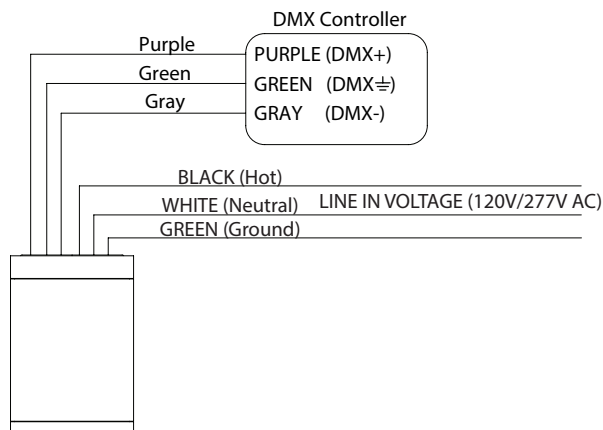 DMX Controller
Purple
PURPLE (DMX+)
Green
GREEN (DMX⏚)
Gray
GRAY (DMX-)
BLACK (Hot)
WHITE (Neutral)
LINE IN VOLTAGE (120V/277V AC)
GREEN (Ground)